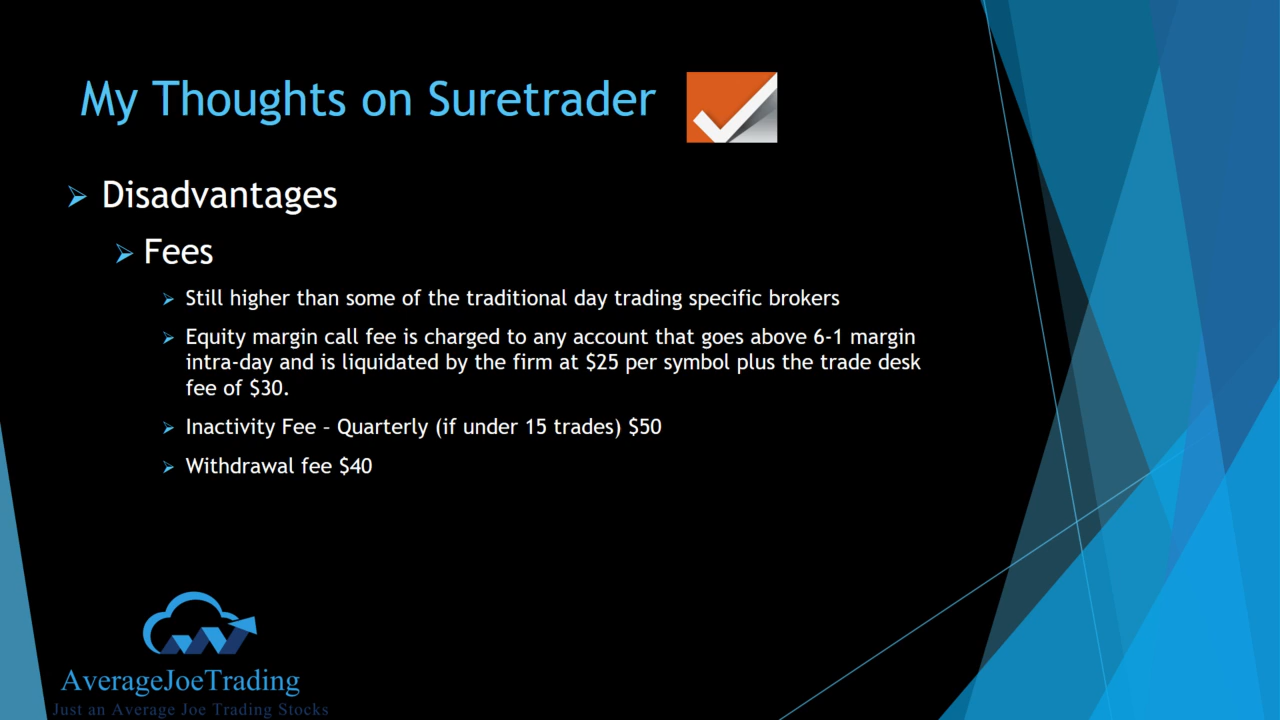 My Thoughts on Suretrader
Disadvantages
Fees
Still higher than some of the traditional day trading specific brokers
Equity margin call fee is charged to any account that goes above 6-1 margin
intra-day and is liquidated by the firm at $25 per symbol plus the trade desk
fee of $30.
Inactivity Fee – Quarterly (if under 15 trades) $50
Withdrawal fee $40
AverageJoeTrading
Just an Average Joe Trading Stocks